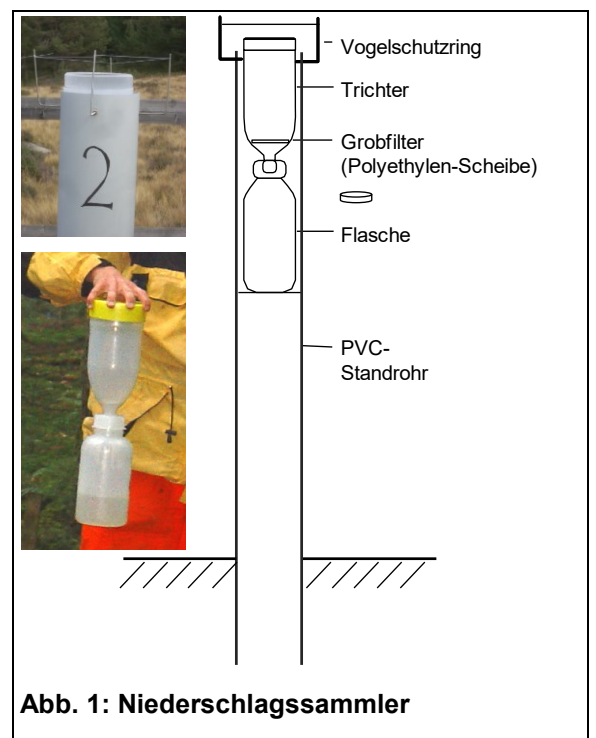 2
Vogelschutzring
Trichter
Grobfilter
(Polyethylen-Scheibe)
Flasche
PVC-
Standrohr
Abb. 1: Niederschlagssammler